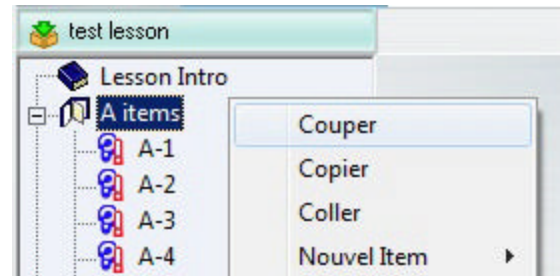 test lesson
Lesson Intro
A items
A-1
A-2
A-3
A-4
Couper
Copier
Coller
Nouvel Item